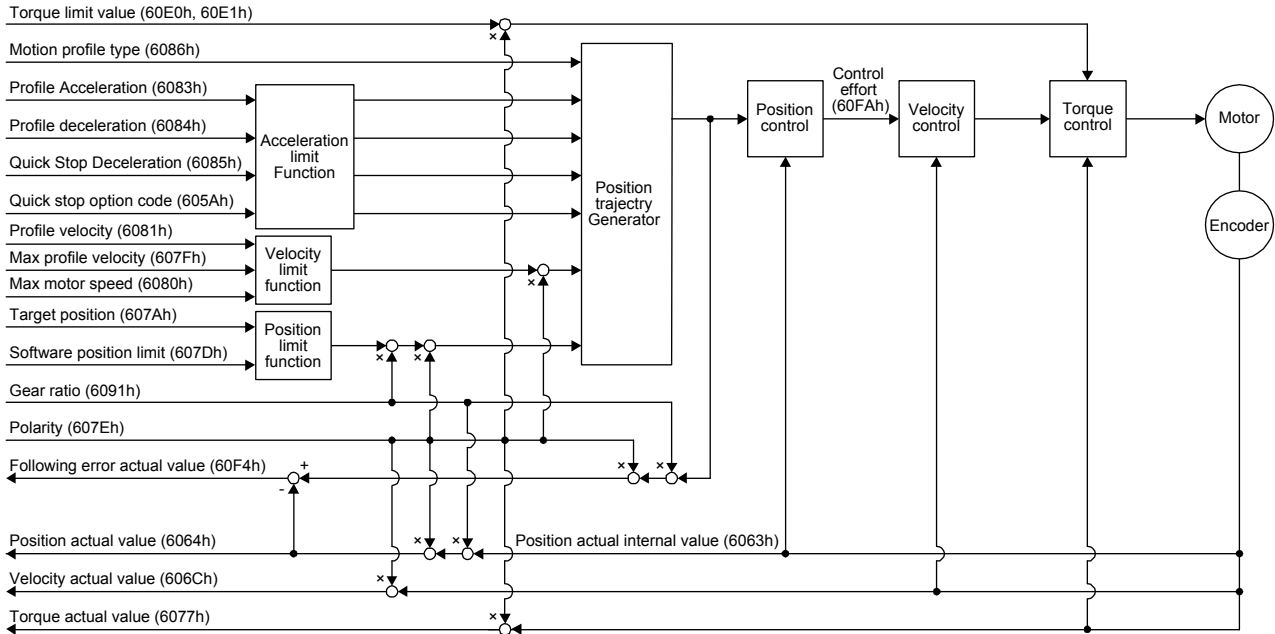 Torque limit value (60E0h, 60E1h)
×
Motion profile type (6086h)
Profile Acceleration (6083h)
Profile deceleration (6084h)
Quick Stop Deceleration (6085h)
Quick stop option code (605Ah)
Acceleration
limit
Function
Profile velocity (6081h)
Max profile velocity (607Fh)
Max motor speed (6080h)
Velocity
limit
function
×
Target position (607Ah)
Software position limit (607Dh)
Position
limit
function
×
×
Position
trajectry
Generator
Position
control
Control
effort
(60FAh)
Velocity
control
Torque
control
Motor
Encoder
Gear ratio (6091h)
Polarity (607Eh)
Following error actual value (60F4h)
+
-
×
×
Position actual value (6064h)
×
×
Position actual internal value (6063h)
Velocity actual value (606Ch)
×
Torque actual value (6077h)
×